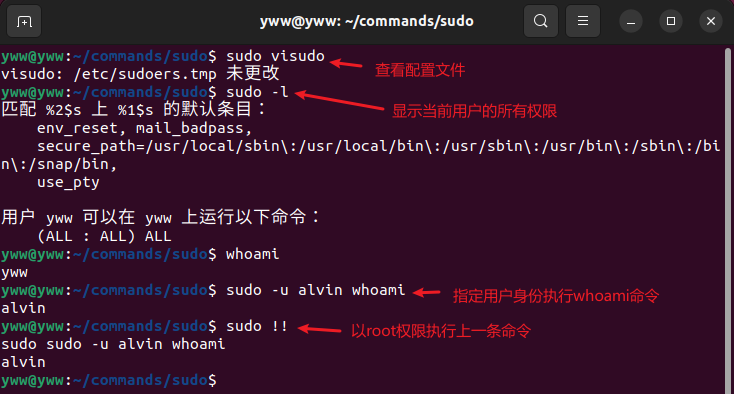 yww@yww: ~/commands/sudo
yww@yww:~/commands/sudo$ sudo visudo
visudo: /etc/sudoers.tmp 未更改
查看配置文件
yww@yww:~/commands/sudo$ sudo -l
匹配 %2$s 上 %1$s 的默认条目：
显示当前用户的所有权限
env_reset, mail_badpass,
secure_path=/usr/local/sbin\:/usr/local/bin\:/usr/sbin\:/usr/bin\:/sbin\:/bi
n\:/snap/bin,
use_pty
用户 yww 可以在 yww 上运行以下命令：
(ALL : ALL) ALL
yww@yww:~/commands/sudo$ whoami
yww
yww@yww:~/commands/sudo$ sudo -u alvin whoami
指定用户身份执行whoami命令
alvin
yww@yww:~/commands/sudo$ sudo !!
以root权限执行上一条命令
sudo sudo -u alvin whoami
alvin
yww@yww:~/commands/sudo$